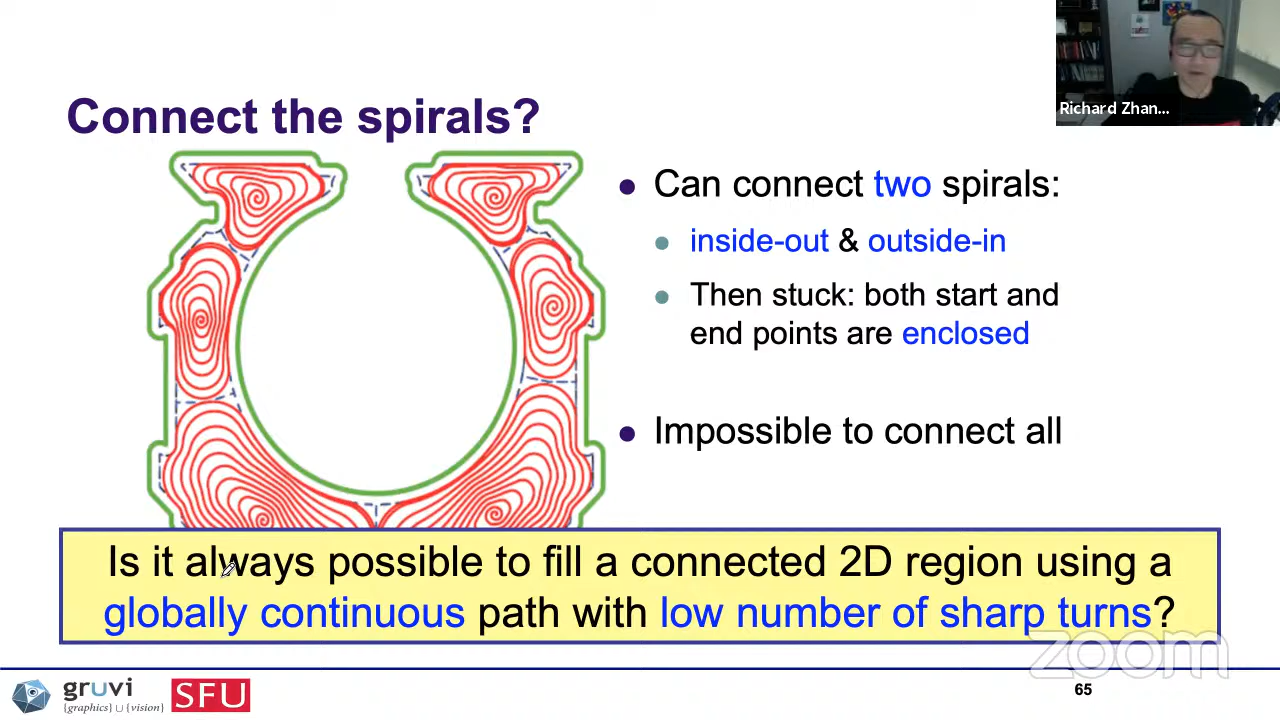 Richard Zhan...
Connect the spirals?
Can connect two spirals:
inside-out & outside-in
Then stuck: both start and
end points are enclosed
Impossible to connect all
Is it always possible to fill a connected 2D region using a
globally continuous path with low number of sharp turns?
zoom
gruvi
{graphics} ∪ {vision}
SFU
65